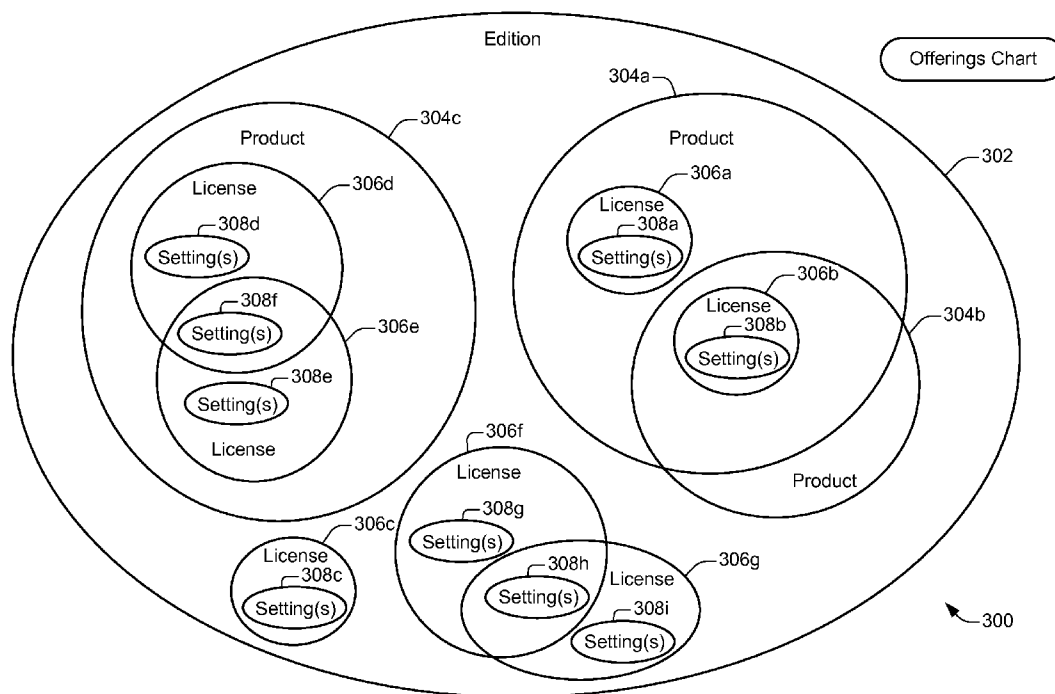 Edition
Offerings Chart
304a
304c
Product
Product
302
License
306d
306a
License
308d
308a
Setting(s)
Setting(s)
306b
308f
License
304b
Setting(s)
306e
308b
Setting(s)
308e
Setting(s)
License
306f
License
Product
308g
306c
Setting(s)
License
308h
License
306g
308c
Setting(s)
Setting(s)
308i
Setting(s)
300